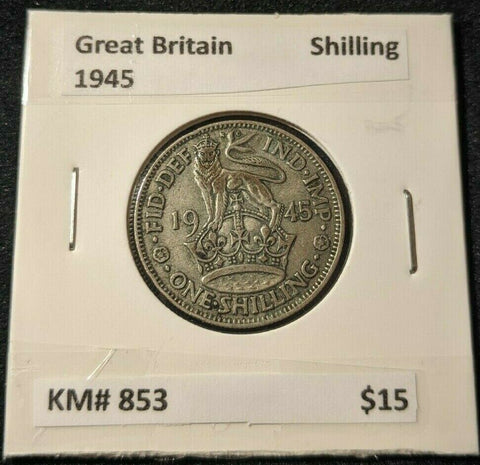 Great Britain Shilling
1945
FID·DEF IND·IMP
19 45
·ONE·SHILLING·
KM# 853 $15